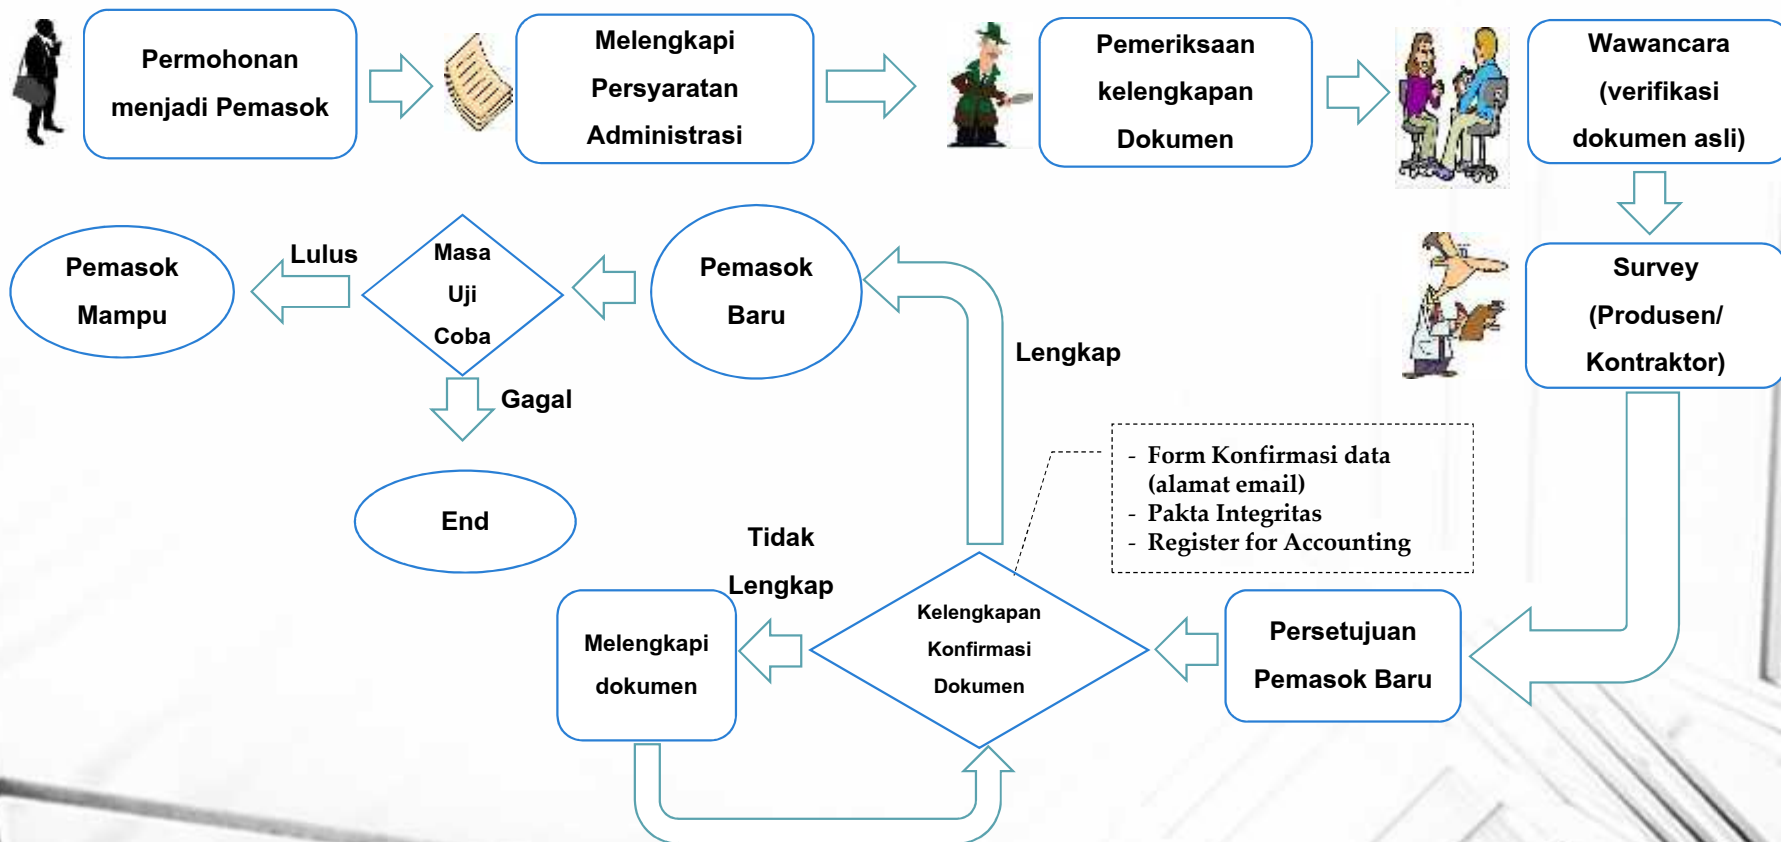 Permohonan
menjadi Pemasok
Melengkapi
Persyaratan
Administrasi
Pemeriksaan
kelengkapan
Dokumen
Wawancara
(verifikasi
dokumen asli)
Survey
(Produsen/
Kontraktor)
Pemasok
Mampu
Lulus
Masa
Uji
Coba
Pemasok
Baru
Lengkap
Gagal
End
- Form Konfirmasi data
(alamat email)
- Pakta Integritas
- Register for Accounting
Tidak
Lengkap
Melengkapi
dokumen
Kelengkapan
Konfirmasi
Dokumen
Persetujuan
Pemasok Baru